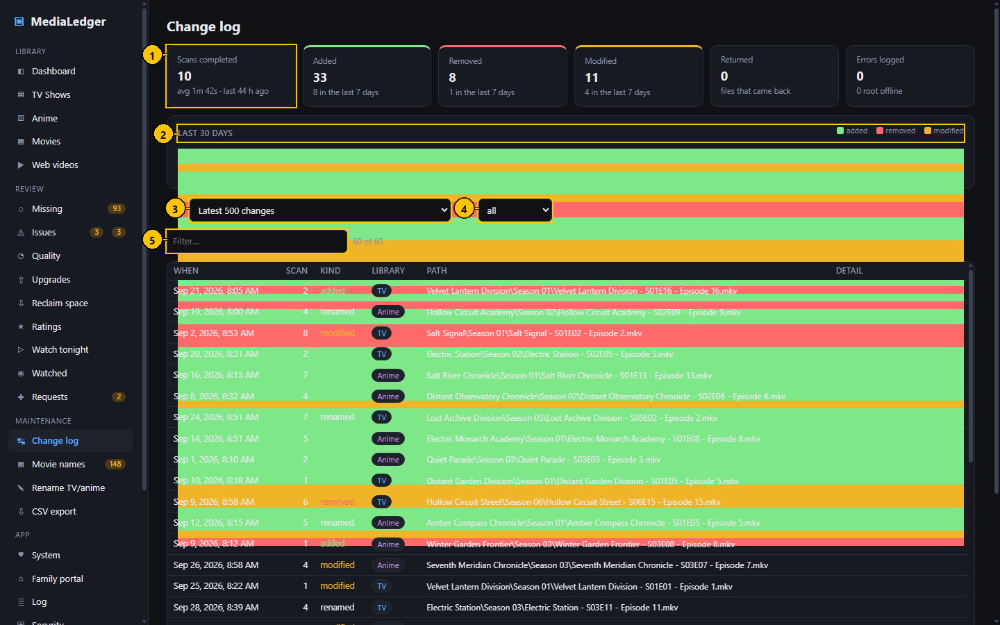 MediaLedger
LIBRARY
Dashboard
TV Shows
Anime
Movies
Web videos
REVIEW
Missing 93
Issues 3 3
Quality
Upgrades
Reclaim space
Ratings
Watch tonight
Watched
Requests 2
MAINTENANCE
Change log
Movie names 148
Rename TV/anime
CSV export
APP
System
Family portal
Log
Security
Change log
1
Scans completed
10
avg 1m 42s · last 44 h ago
Added
33
8 in the last 7 days
Removed
8
1 in the last 7 days
Modified
11
4 in the last 7 days
Returned
0
files that came back
Errors logged
0
0 root offline
2
LAST 30 DAYS added removed modified
3 Latest 500 changes 4 all
5 Filter... 60 of 60
WHEN SCAN KIND LIBRARY PATH DETAIL
Sep 21, 2026, 8:05 AM 2 added TV Velvet Lantern Division\Season 01\Velvet Lantern Division - S01E16 - Episode 16.mkv
Sep 19, 2026, 8:00 AM 4 renamed Anime Hollow Circuit Academy\Season 02\Hollow Circuit Academy - S02E09 - Episode 9.mkv
Sep 2, 2026, 8:53 AM 8 modified TV Salt Signal\Season 01\Salt Signal - S01E02 - Episode 2.mkv
Sep 20, 2026, 8:31 AM 2 TV Electric Station\Season 02\Electric Station - S02E05 - Episode 5.mkv
Sep 16, 2026, 8:13 AM 7 Anime Salt River Chronicle\Season 01\Salt River Chronicle - S01E13 - Episode 13.mkv
Sep 8, 2026, 8:32 AM 4 Anime Distant Observatory Chronicle\Season 02\Distant Observatory Chronicle - S02E06 - Episode 6.mkv
Sep 24, 2026, 8:51 AM 7 renamed TV Lost Archive Division\Season 05\Lost Archive Division - S05E02 - Episode 2.mkv
Sep 14, 2026, 8:51 AM 5 Anime Electric Monarch Academy\Season 01\Electric Monarch Academy - S01E08 - Episode 8.mkv
Sep 1, 2026, 8:10 AM 2 Anime Quiet Parade\Season 03\Quiet Parade - S03E03 - Episode 3.mkv
Sep 10, 2026, 8:18 AM 1 TV Distant Garden Division\Season 01\Distant Garden Division - S01E05 - Episode 5.mkv
Sep 9, 2026, 8:58 AM 6 removed TV Hollow Circuit Street\Season 06\Hollow Circuit Street - S06E15 - Episode 15.mkv
Sep 12, 2026, 8:15 AM 5 renamed Anime Amber Compass Chronicle\Season 01\Amber Compass Chronicle - S01E05 - Episode 5.mkv
Sep 9, 2026, 8:12 AM 1 added Anime Winter Garden Frontier\Season 03\Winter Garden Frontier - S03E08 - Episode 8.mkv
Sep 26, 2026, 8:58 AM 4 modified Anime Seventh Meridian Chronicle\Season 03\Seventh Meridian Chronicle - S03E07 - Episode 7.mkv
Sep 25, 2026, 8:22 AM 1 modified TV Velvet Lantern Division\Season 01\Velvet Lantern Division - S01E01 - Episode 1.mkv
Sep 28, 2026, 8:39 AM 4 renamed TV Electric Station\Season 03\Electric Station - S03E11 - Episode 11.mkv